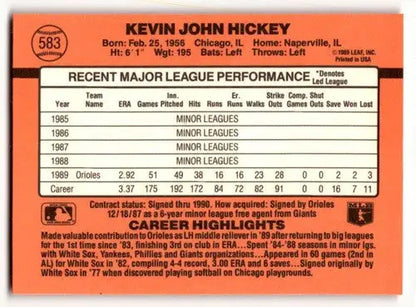 583
KEVIN JOHN HICKEY
Born: Feb. 25, 1956 Chicago, IL Home: Naperville, IL
Ht: 6' 1" Wgt: 195 Bats: Left Throws: Left
© 1989 LEAF, INC.
Printed in USA
RECENT MAJOR LEAGUE PERFORMANCE *Denotes Led League
Year Team Name ERA Games Inn. Pitched Hits Runs Er. Runs Walks Strike Outs Comp. Games Shut Outs Save Won Lost
1985 MINOR LEAGUES
1986 MINOR LEAGUES
1987 MINOR LEAGUES
1988 MINOR LEAGUES
1989 Orioles 2.92 51 49 38 16 16 23 28 0 0 2 2 3
Career 3.37 175 192 172 84 72 82 91 0 0 16 7 11
Contract status: Signed thru 1990. How acquired: Signed by Orioles
12/18/87 as a 6-year minor league free agent from Giants
CAREER HIGHLIGHTS
MLB
Made valuable contribution to Orioles as LH middle reliever in '89 after returning to big leagues
for the 1st time since '83, finishing 3rd on club in ERA...Spent '84-'88 seasons in minor lgs.
with White Sox, Yankees, Phillies and Giants organizations...Appeared in 60 games (2nd
in AL) for White Sox in '82, compiling 4-4 record, 3.00 ERA and 6 saves...Signed originally by
White Sox in '77 when discovered playing softball on Chicago playgrounds.